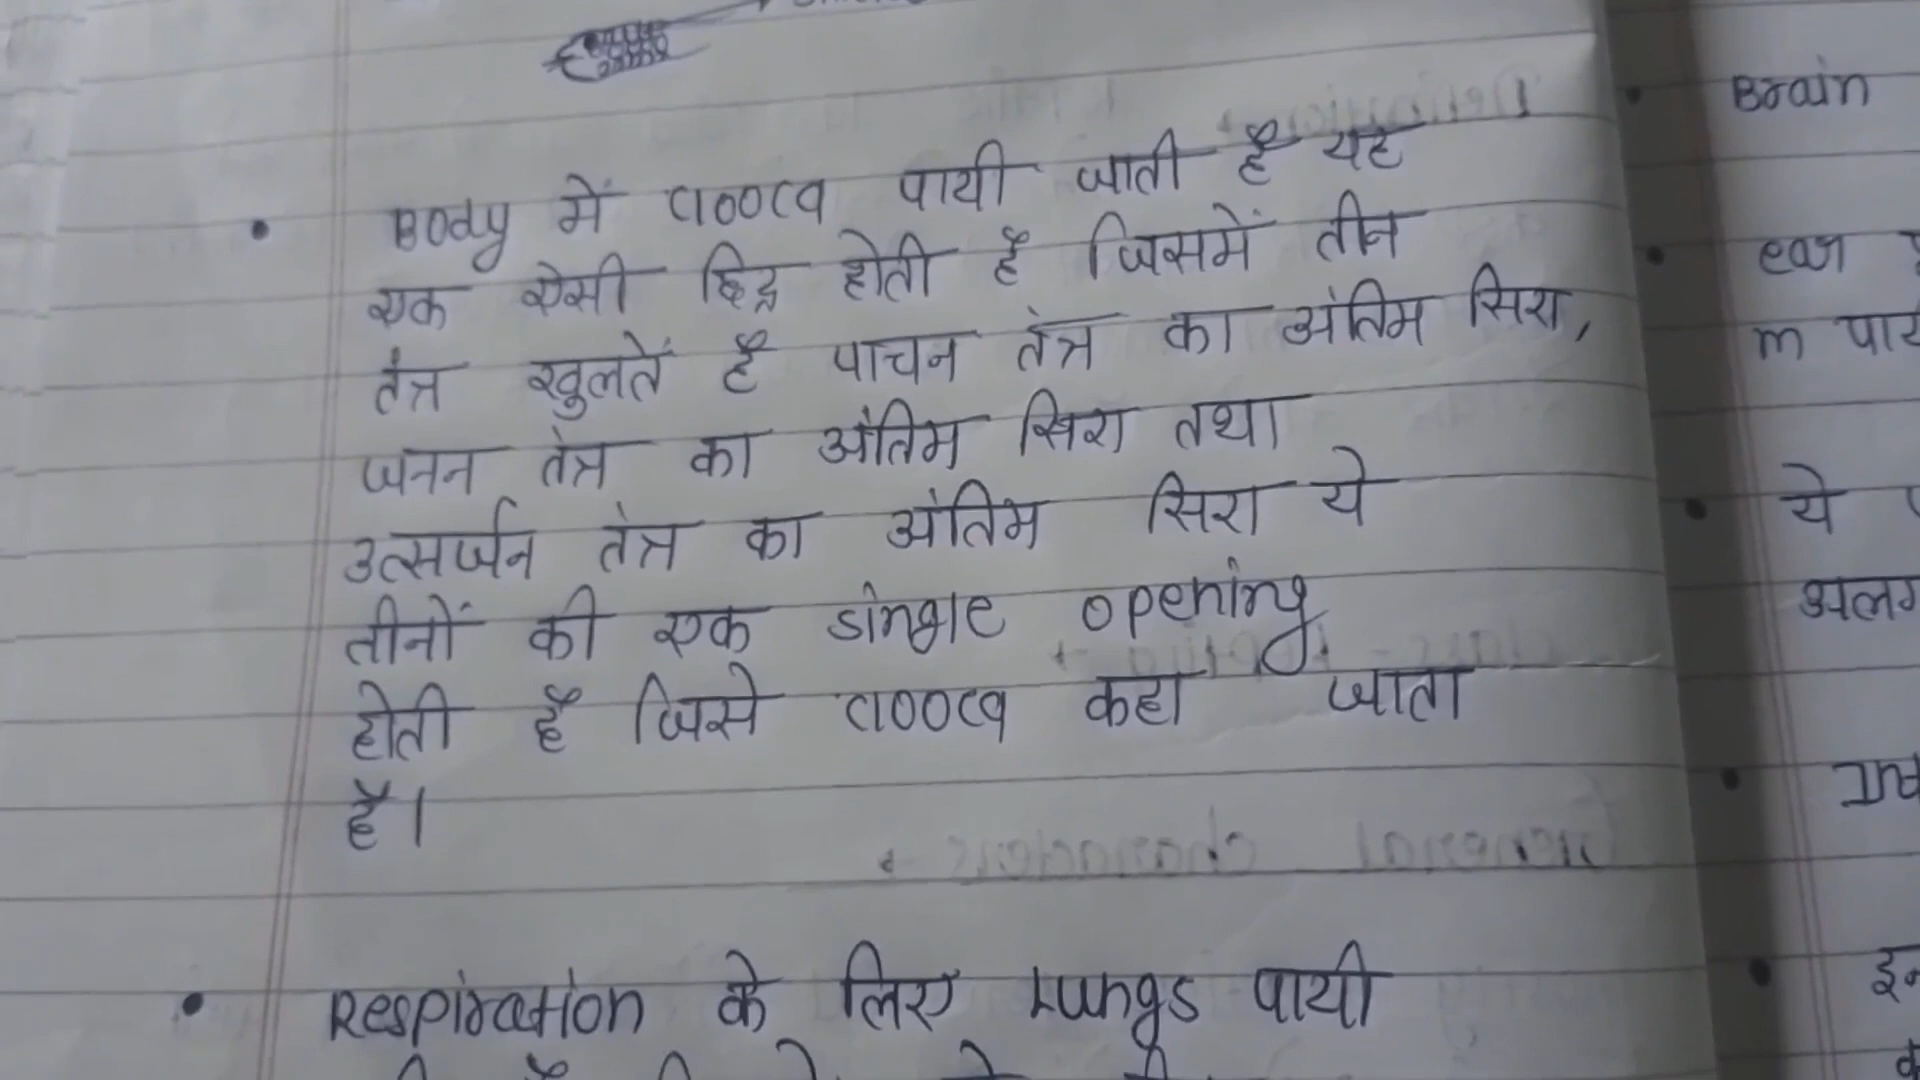 Body में cloaca पायी जाती है यह
एक ऐसी छिद्र होती है जिसमें तीन
तंत्र खुलतें है पाचन तंत्र का अंतिम सिरा,
जनन तंत्र का अंतिम सिरा तथा
उत्सर्जन तंत्र का अंतिम सिरा ये
तीनों की एक single opening
होती है जिसे cloaca कहा जाता
है।
Respiration के लिए Lungs पायी
Brain
ear
m
ये
अलग